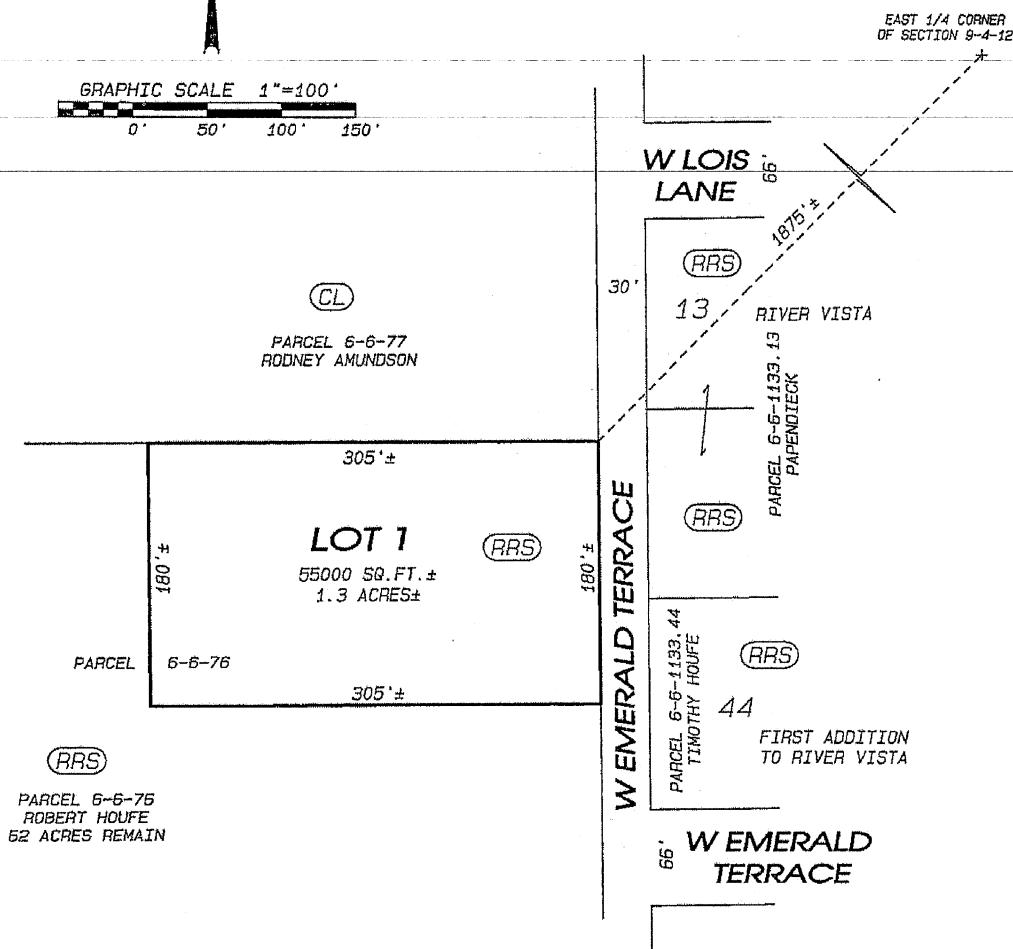 EAST 1/4 CORNER
OF SECTION 9-4-12
GRAPHIC SCALE 1"=100'
0' 50' 100' 150'
W LOIS
LANE
66'
1875'±
RRS
30'
13
RIVER VISTA
CL
PARCEL 6-6-77
RODNEY AMUNDSON
PARCEL 6-6-1133.13
PAPENDIECK
305'±
LOT 1
RRS
55000 SQ.FT.±
1.3 ACRES±
180'±
180'±
W EMERALD TERRACE
RRS
PARCEL 6-6-76
305'±
PARCEL 6-6-1133.44
TIMOTHY HOUFE
RRS
44
FIRST ADDITION
TO RIVER VISTA
RRS
PARCEL 6-6-76
ROBERT HOUFE
62 ACRES REMAIN
66'
W EMERALD
TERRACE